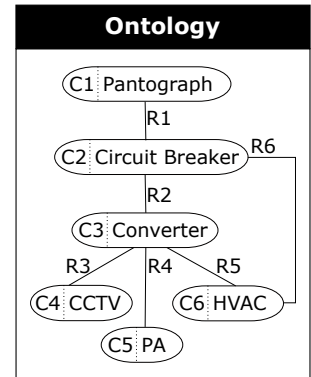 Ontology
C1 Pantograph
R1
C2 Circuit Breaker
R6
R2
C3 Converter
R3 R4 R5
C4 CCTV
C6 HVAC
C5 PA